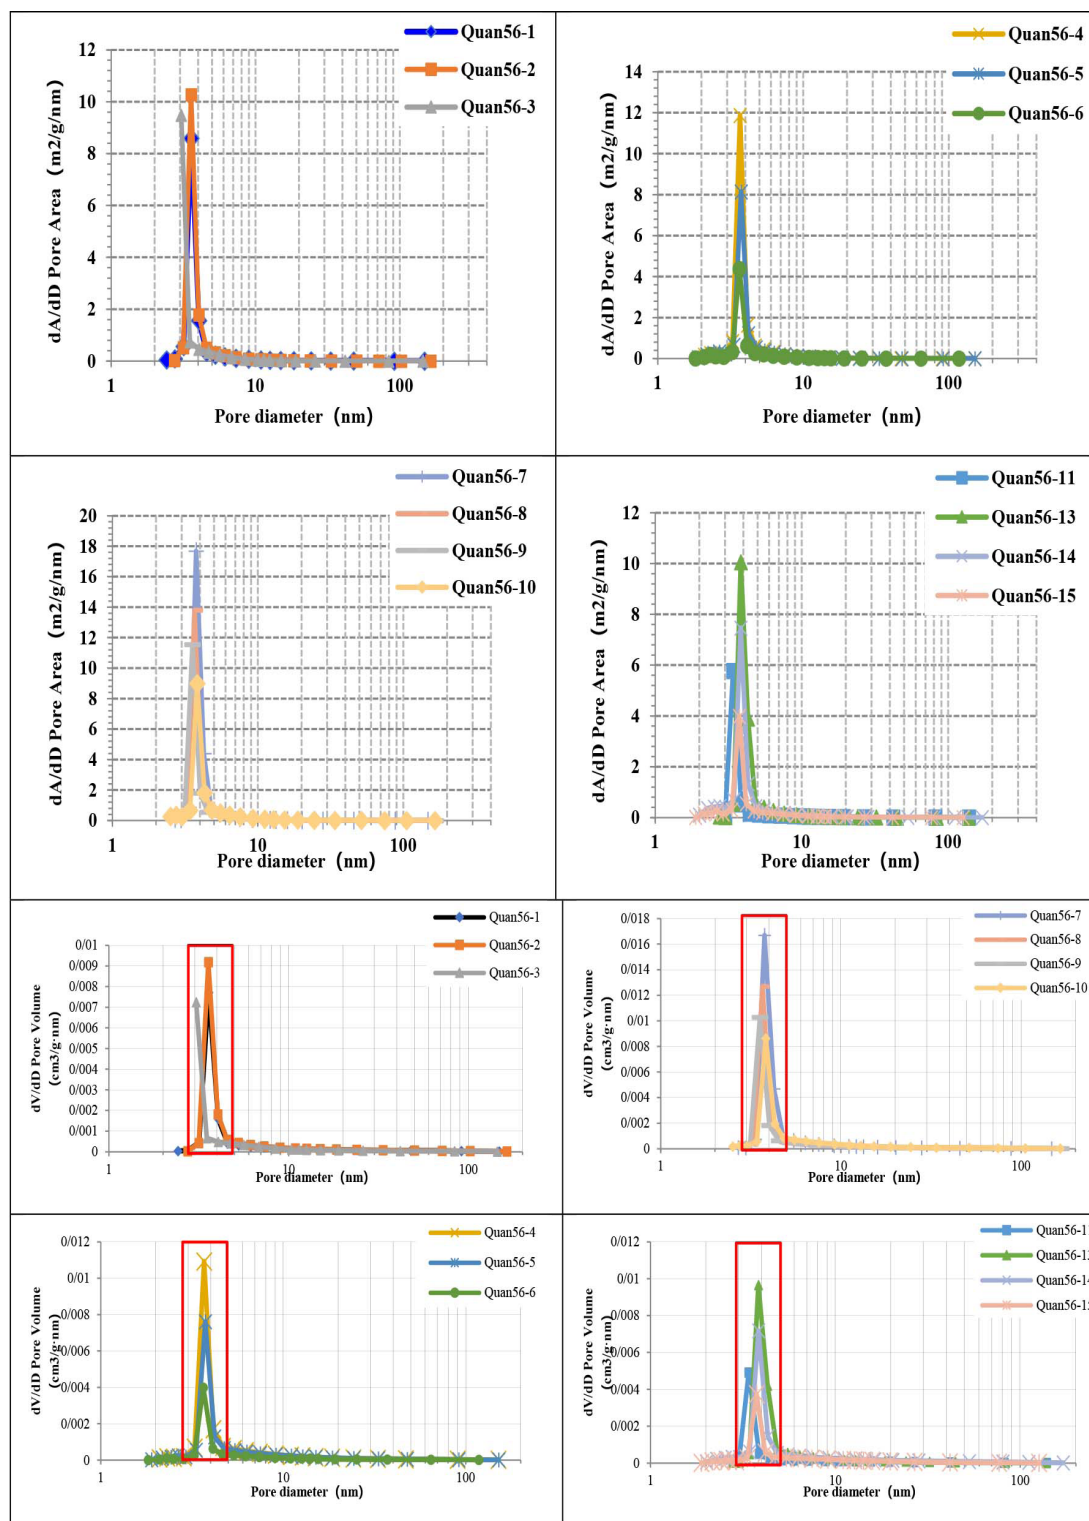 Quan56-1
Quan56-2
Quan56-3
dA/dD Pore Area (m2/g/nm)
12
10
8
6
4
2
0
1
10
100
Pore diameter (nm)
Quan56-4
Quan56-5
Quan56-6
dA/dD Pore Area (m2/g/nm)
14
12
10
8
6
4
2
0
1
10
100
Pore diameter (nm)
Quan56-7
Quan56-8
Quan56-9
Quan56-10
dA/dD Pore Area (m2/g/nm)
20
18
16
14
12
10
8
6
4
2
0
1
10
100
Pore diameter (nm)
Quan56-11
Quan56-13
Quan56-14
Quan56-15
dA/dD Pore Area (m2/g/nm)
12
10
8
6
4
2
0
1
10
100
Pore diameter (nm)
Quan56-1
Quan56-2
Quan56-3
dV/dD Pore Volume
(cm3/g·nm)
0/01
0/009
0/008
0/007
0/006
0/005
0/004
0/003
0/002
0/001
0
1
10
100
Pore diameter (nm)
Quan56-7
Quan56-8
Quan56-9
Quan56-10
dV/dD Pore Volume
(cm3/g·nm)
0/018
0/016
0/014
0/012
0/01
0/008
0/006
0/004
0/002
0
1
10
100
Pore diameter (nm)
Quan56-4
Quan56-5
Quan56-6
dV/dD Pore Volume
(cm3/g·nm)
0/012
0/01
0/008
0/006
0/004
0/002
0
1
10
100
Pore diameter (nm)
Quan56-11
Quan56-13
Quan56-14
Quan56-15
dV/dD Pore Volume
(cm3/g·nm)
0/012
0/01
0/008
0/006
0/004
0/002
0
1
10
100
Pore diameter (nm)